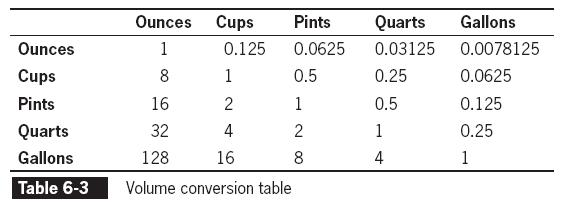 Ounces Cups Pints Quarts Gallons
Ounces 1 0.125 0.0625 0.03125 0.0078125
Cups 8 1 0.5 0.25 0.0625
Pints 16 2 1 0.5 0.125
Quarts 32 4 2 1 0.25
Gallons 128 16 8 4 1
Table 6-3 Volume conversion table